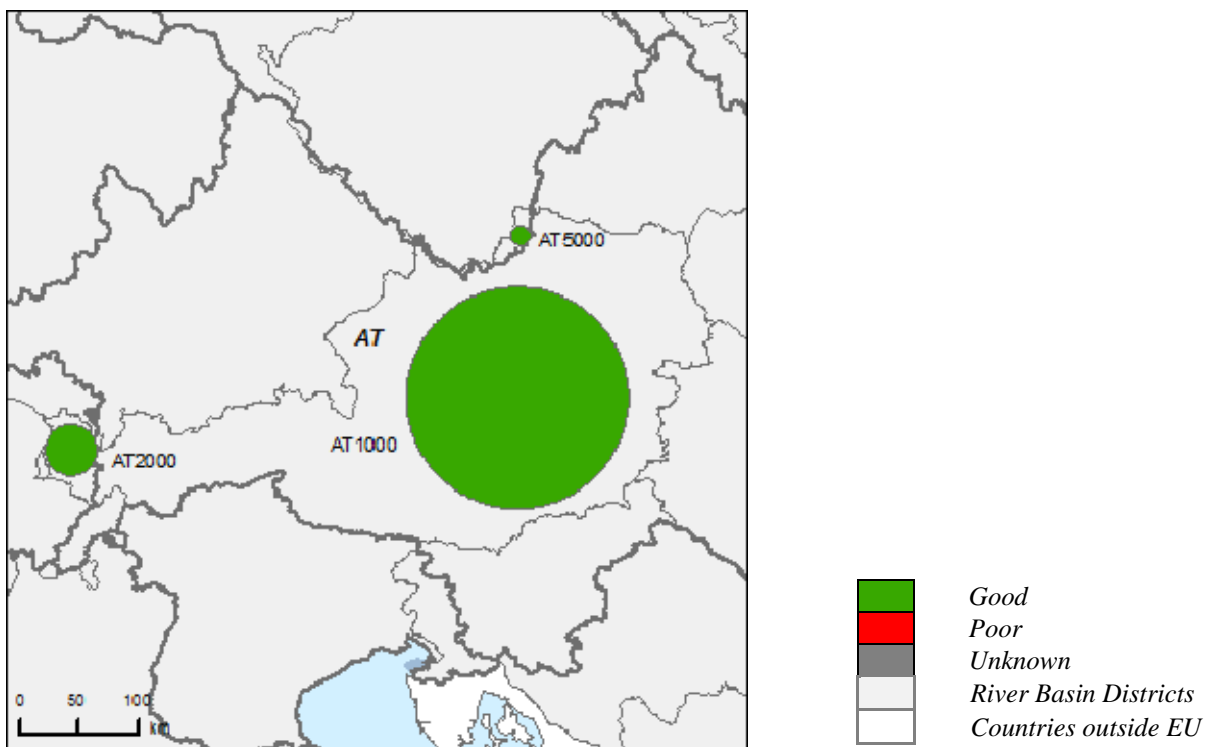 AT5000
AT
AT1000
AT2000
0 50 100
km
Good
Poor
Unknown
River Basin Districts
Countries outside EU